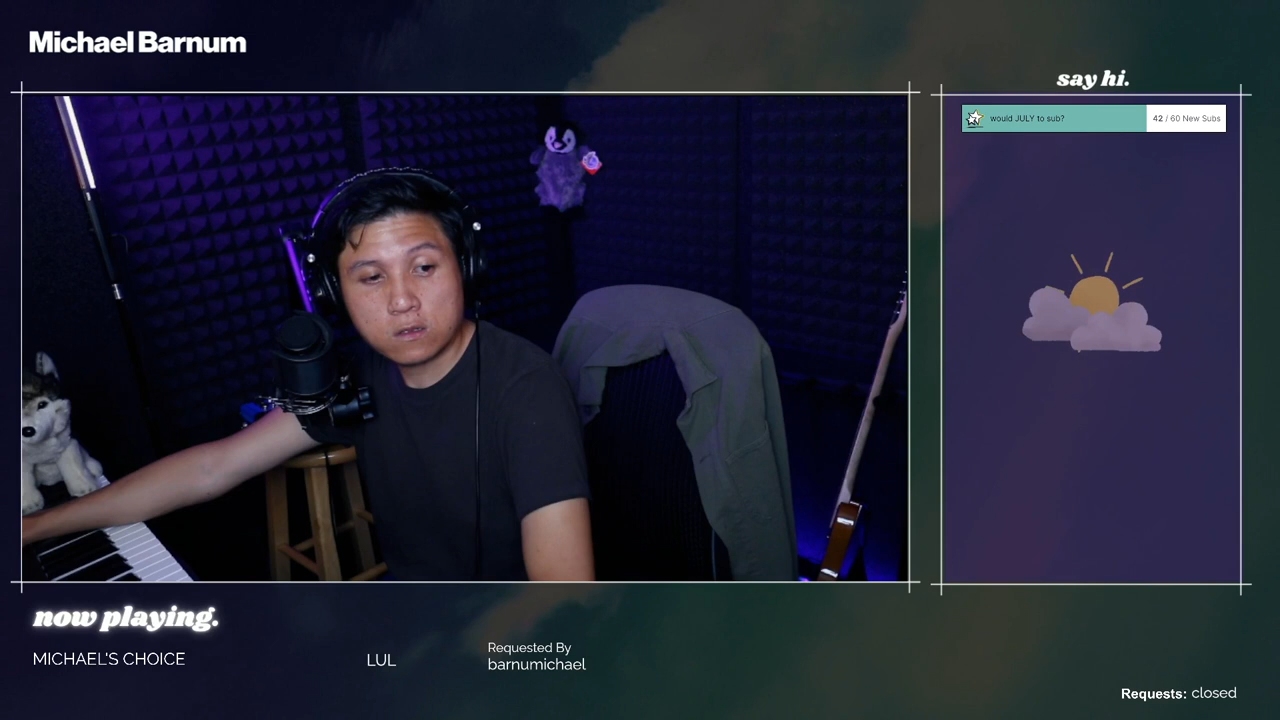 Michael Barnum
say hi.
would JULY to sub?
42 / 60 New Subs
now playing.
MICHAEL'S CHOICE
LUL
Requested By
barnumichael
Requests: closed